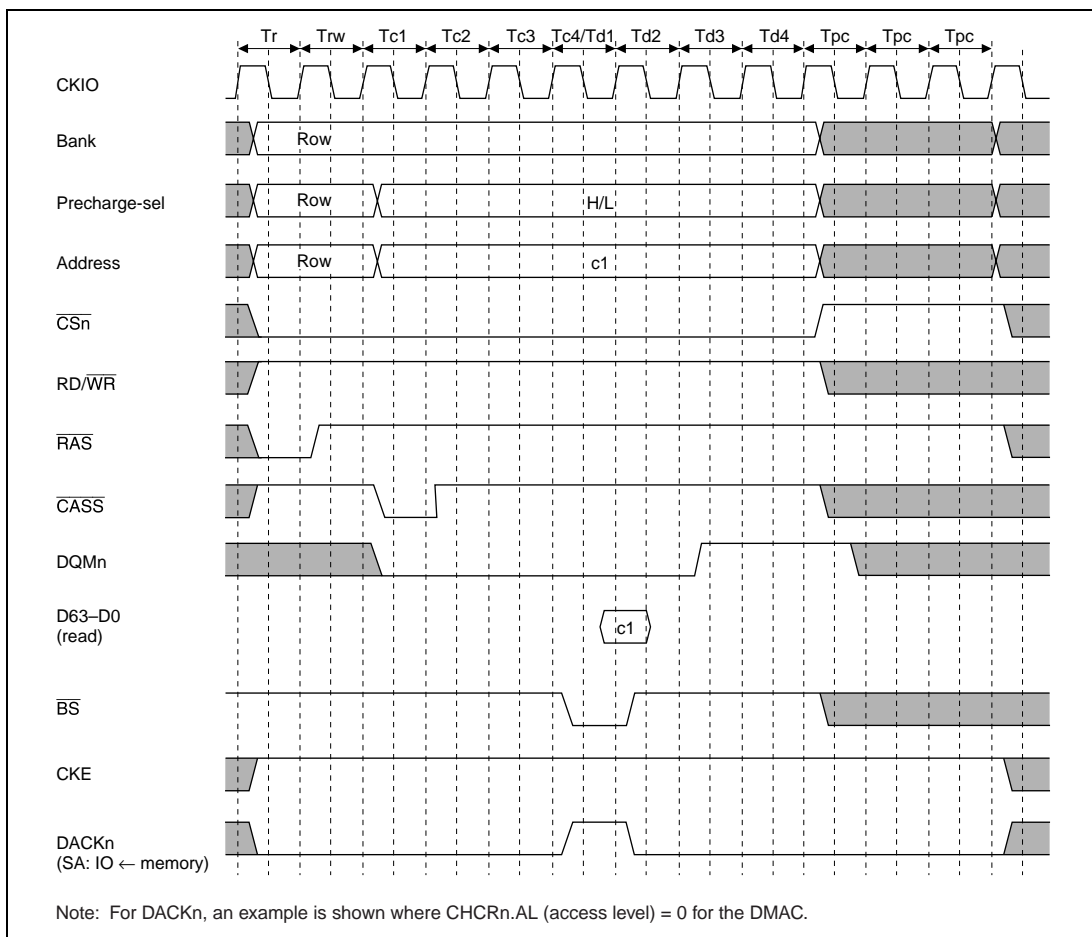 Tr Trw Tc1 Tc2 Tc3 Tc4/Td1 Td2 Td3 Td4 Tpc Tpc Tpc
CKIO
Bank Row
Precharge-sel Row H/L
Address Row c1
CSn
RD/WR
RAS
CASS
DQMn
D63–D0
(read) c1
BS
CKE
DACKn
(SA: IO ← memory)
Note: For DACKn, an example is shown where CHCRn.AL (access level) = 0 for the DMAC.